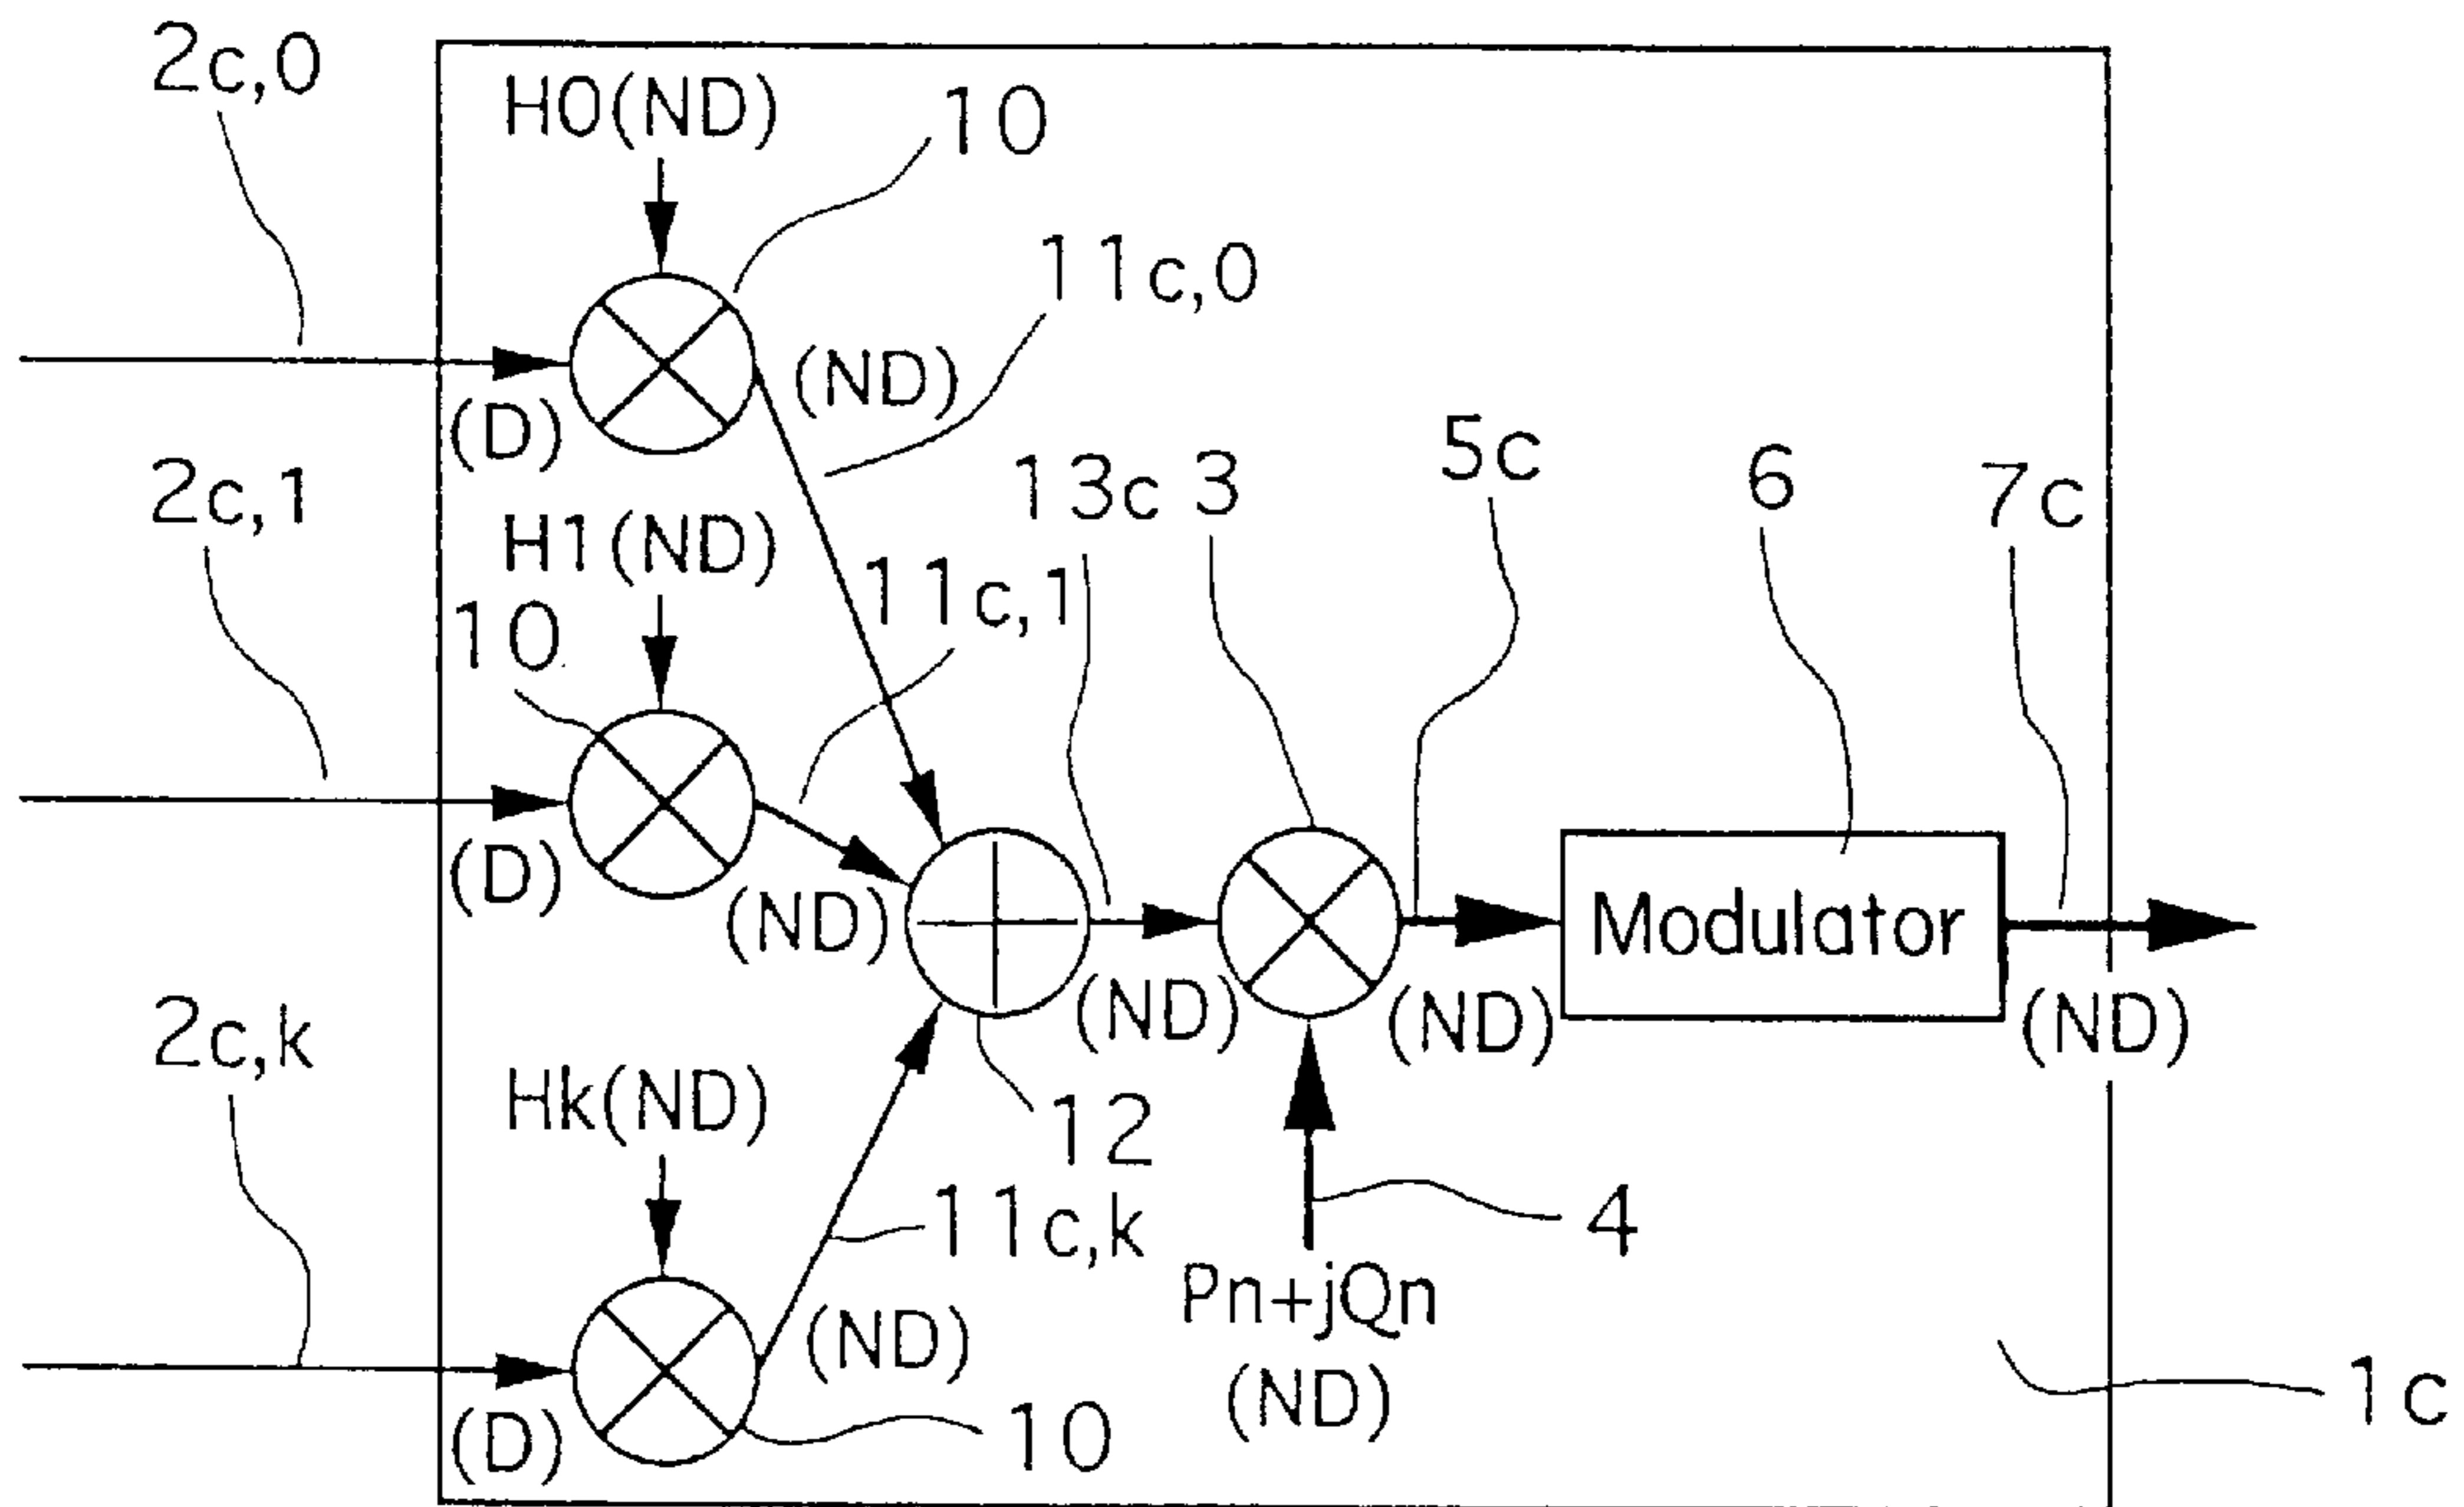 2c,0
H0(ND)
10
11c,0
(ND)
(D)
2c,1
H1(ND)
13c
3
5c
6
7c
10
11c,1
(D)
(ND)
Modulator
(ND)
(ND)
(ND)
2c,k
Hk(ND)
12
11c,k
4
Pn+jQn
(ND)
(ND)
1c
(D)
10